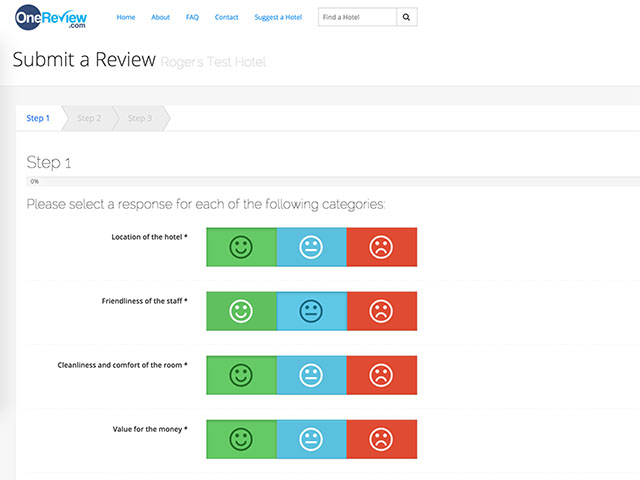 OneReview
.com
Home About FAQ Contact Suggest a Hotel Find a Hotel
Submit a Review Roger's Test Hotel
Step 1 Step 2 Step 3
Step 1
0%
Please select a response for each of the following categories:
Location of the hotel *
Friendliness of the staff *
Cleanliness and comfort of the room *
Value for the money *